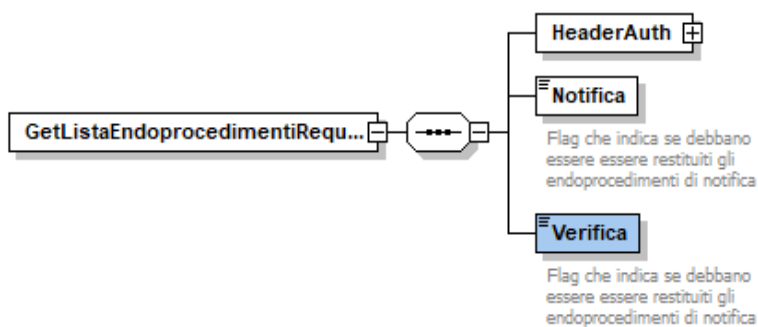 HeaderAuth
Notifica
Flag che indica se debbano
essere essere restituiti gli
endoprocedimenti di notifica
GetListaEndoprocedimentiRequ...
Verifica
Flag che indica se debbano
essere essere restituiti gli
endoprocedimenti di notifica